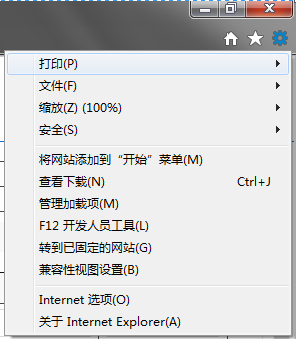 打印(P)
文件(F)
缩放(Z) (100%)
安全(S)
将网站添加到“开始”菜单(M)
查看下载(N) Ctrl+J
管理加载项(M)
F12 开发人员工具(L)
转到已固定的网站(G)
兼容性视图设置(B)
Internet 选项(O)
关于 Internet Explorer(A)